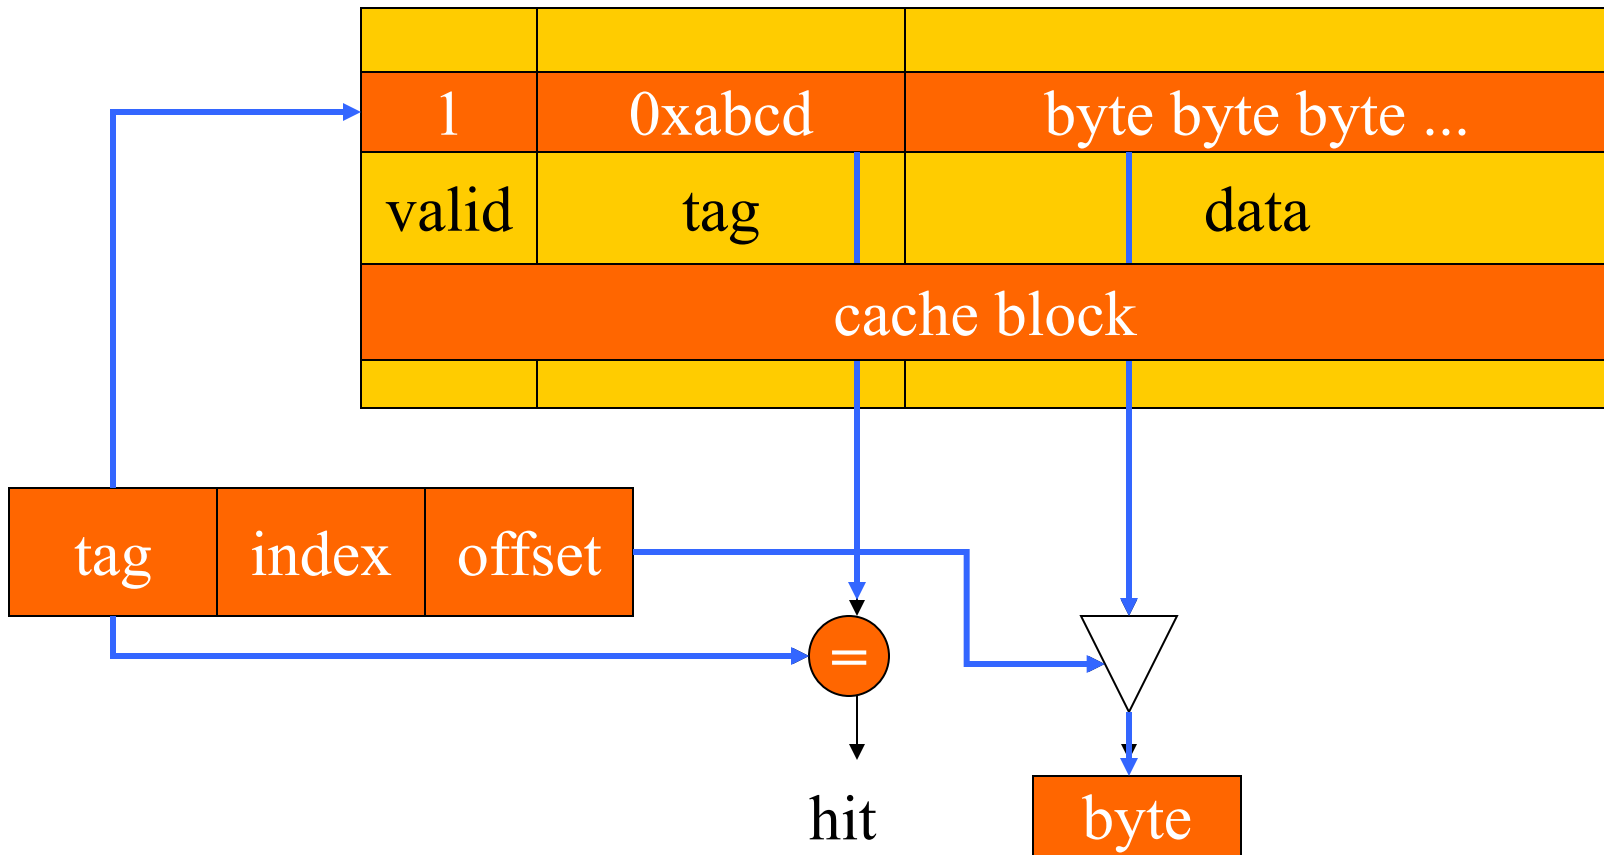 1 0xabcd byte byte byte ...
valid tag data
cache block
tag index offset
=
hit byte